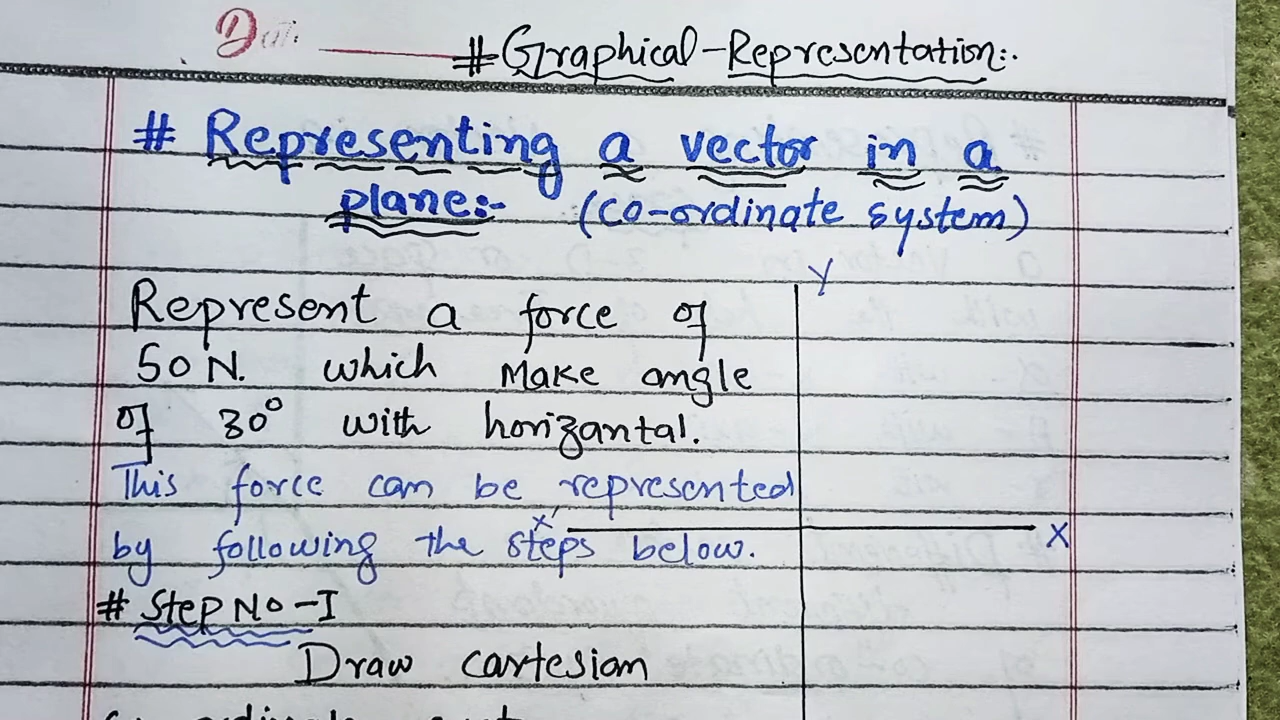 # Graphical-Representation:.
# Representing a vector in a
plane:- (co-ordinate system)
Y
Represent a force of
50 N. which Make angle
of 30° with horizantal.
This force can be represented
X' X
by following the steps below.
# Step No-I
Draw cartesian